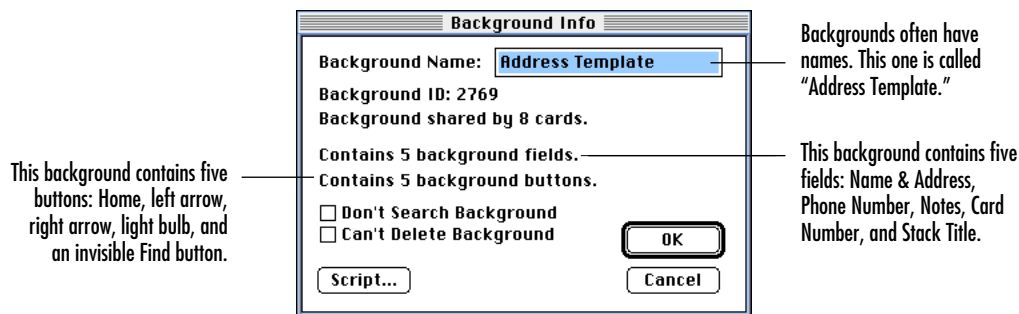 Background Info
Background Name: Address Template
Background ID: 2769
Background shared by 8 cards.
Contains 5 background fields.
Contains 5 background buttons.
Don't Search Background
Can't Delete Background
OK
Script...
Cancel
Backgrounds often have
names. This one is called
“Address Template.”
This background contains five
fields: Name & Address,
Phone Number, Notes, Card
Number, and Stack Title.
This background contains five
buttons: Home, left arrow,
right arrow, light bulb, and
an invisible Find button.